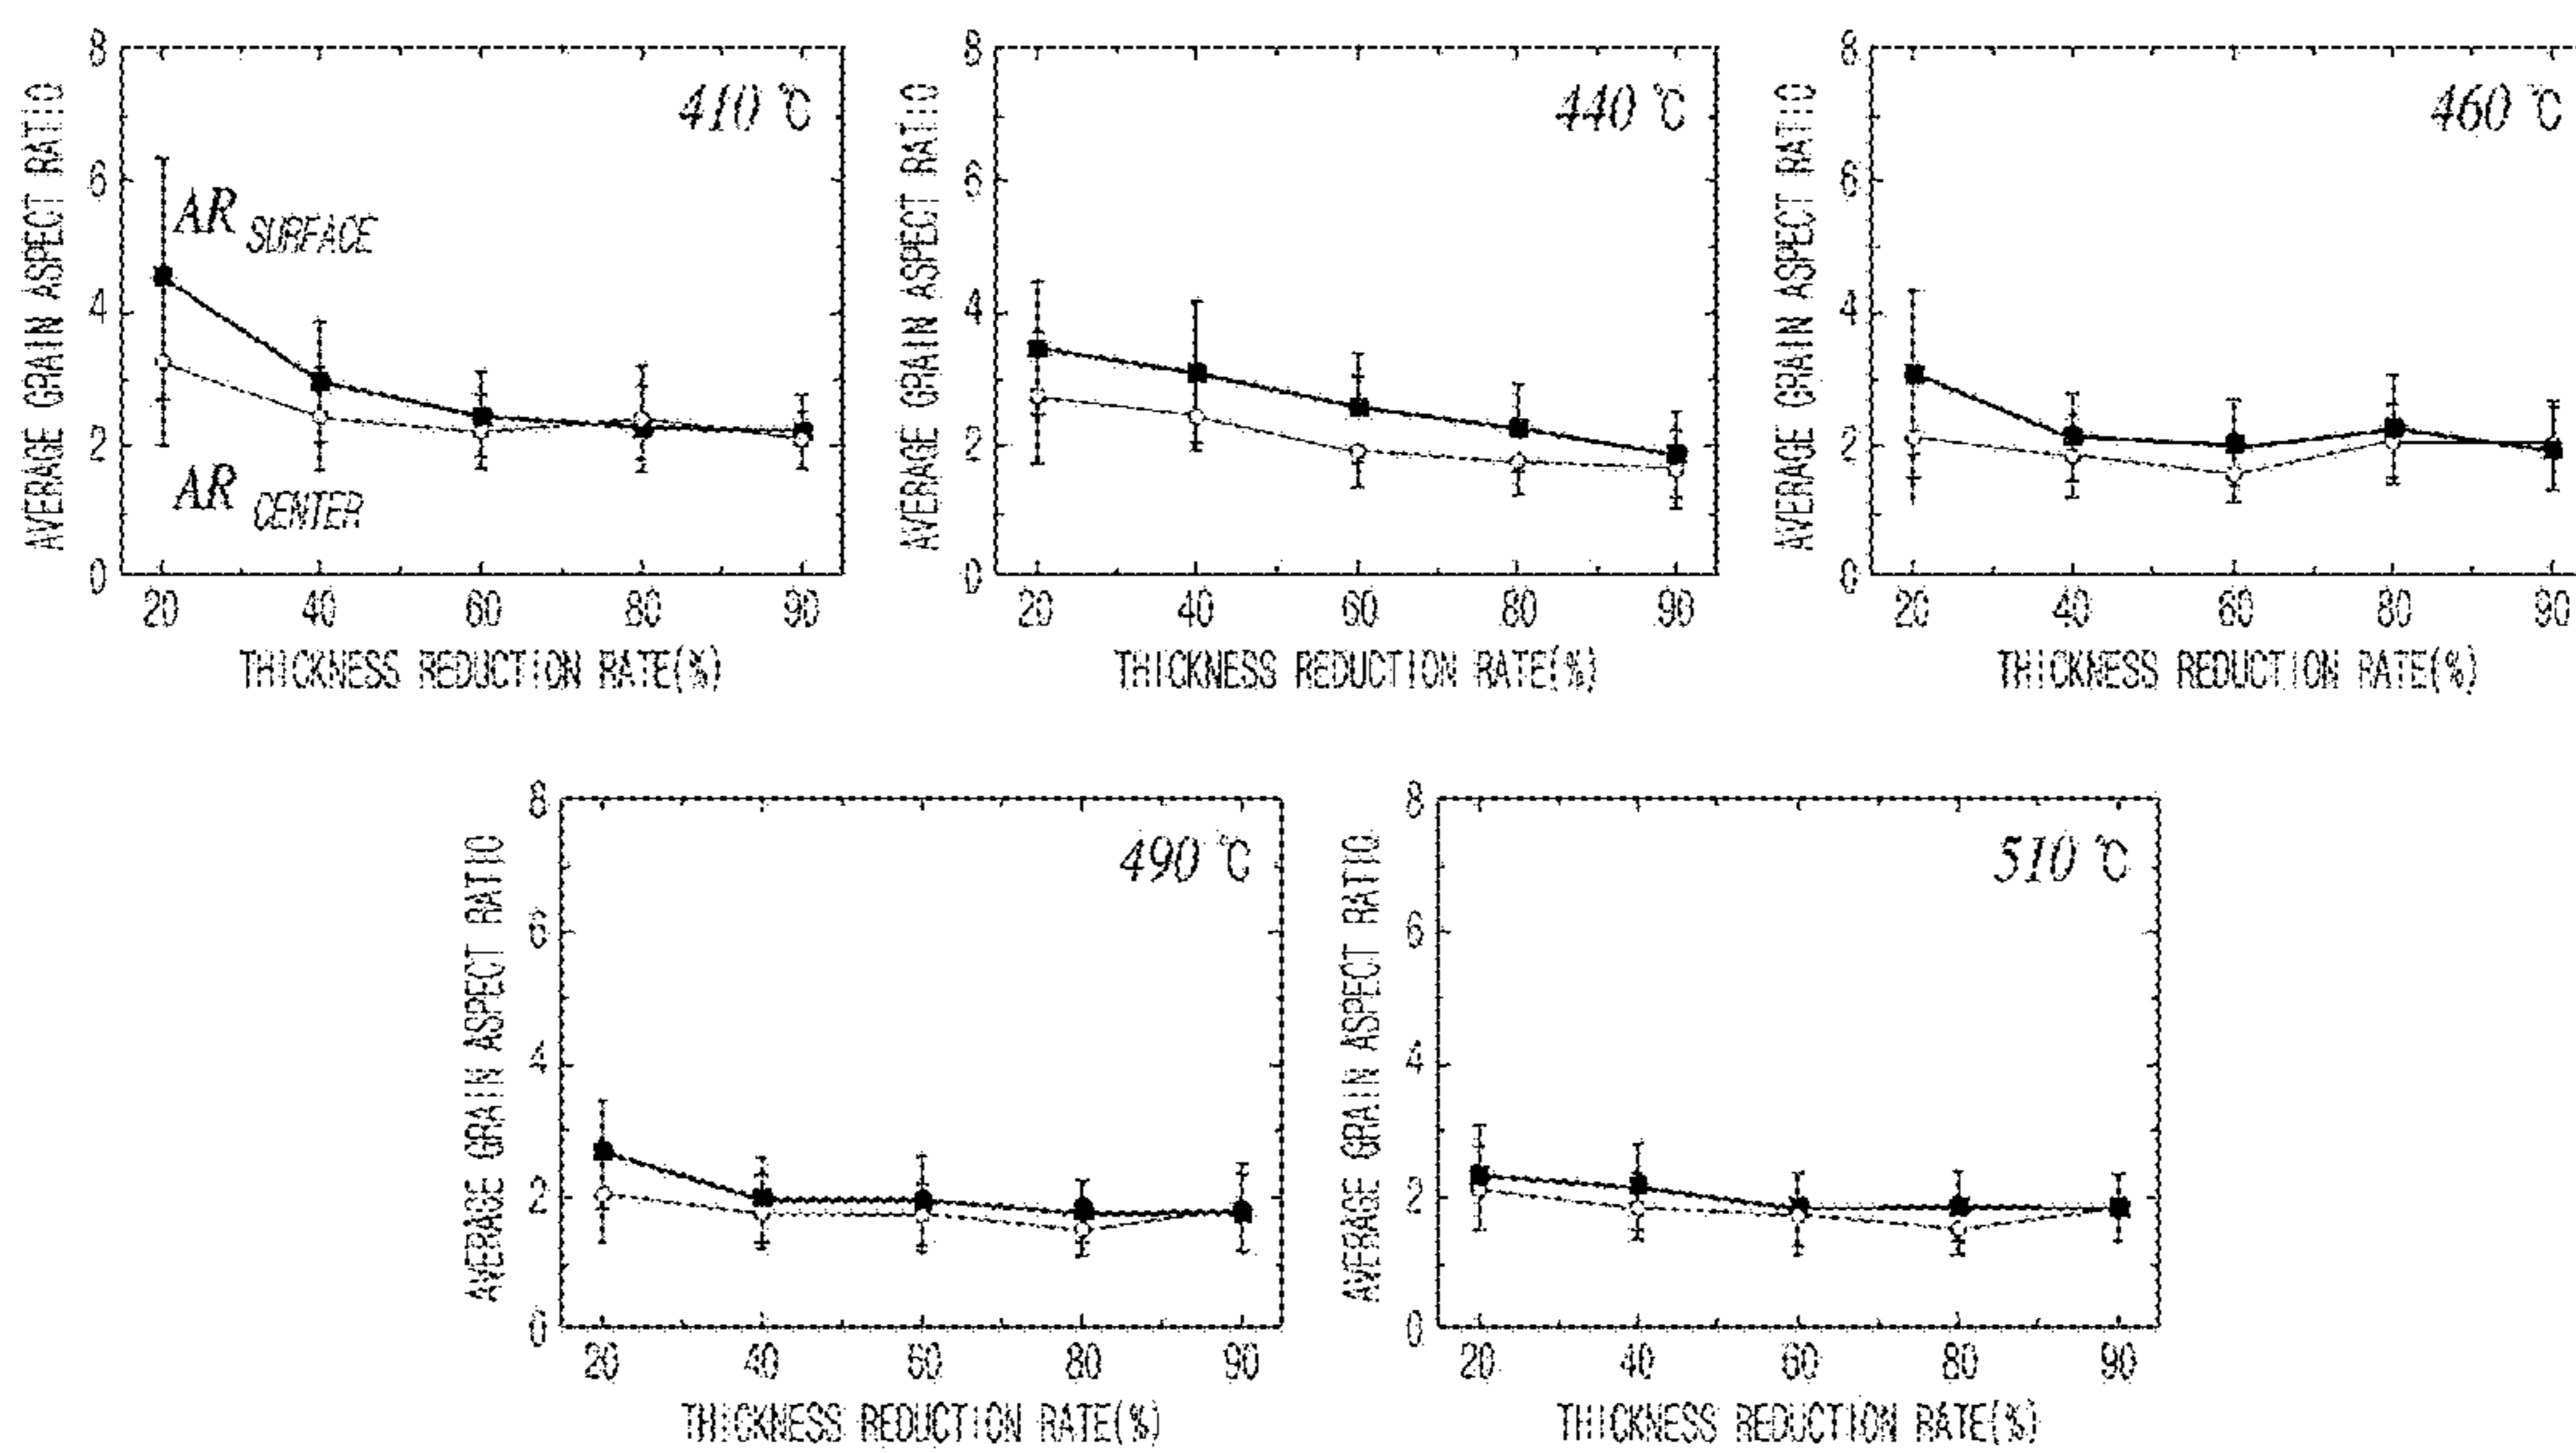 8
6
4
2
0
AVERAGE GRAIN ASPECT RATIO
410 ℃
AR SURFACE
AR CENTER
20 40 60 80 90
THICKNESS REDUCTION RATE(%)
8
6
4
2
0
AVERAGE GRAIN ASPECT RATIO
440 ℃
20 40 60 80 90
THICKNESS REDUCTION RATE(%)
8
6
4
2
0
AVERAGE GRAIN ASPECT RATIO
460 ℃
20 40 60 80 90
THICKNESS REDUCTION RATE(%)
8
6
4
2
0
AVERAGE GRAIN ASPECT RATIO
490 ℃
20 40 60 80 90
THICKNESS REDUCTION RATE(%)
8
6
4
2
0
AVERAGE GRAIN ASPECT RATIO
510 ℃
20 40 60 80 90
THICKNESS REDUCTION RATE(%)